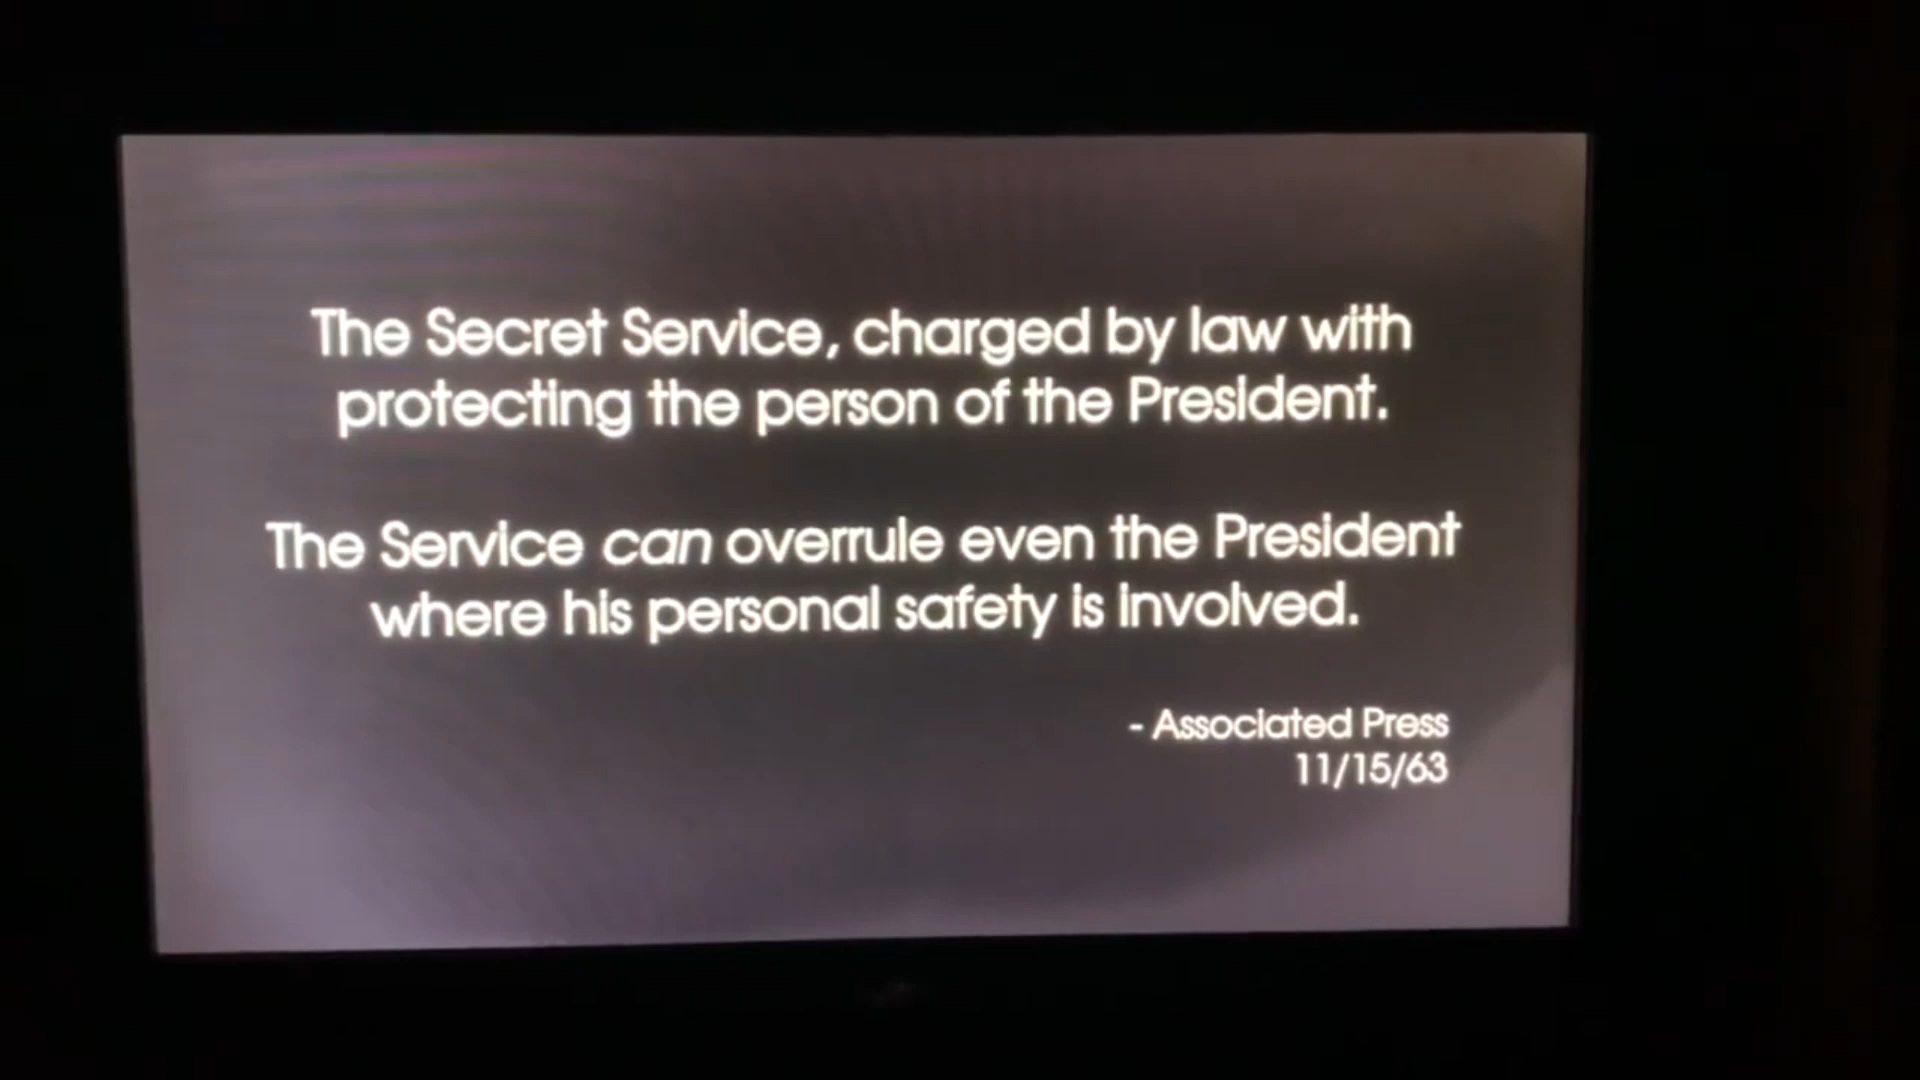 The Secret Service, charged by law with
protecting the person of the President.
The Service can overrule even the President
where his personal safety is involved.
- Associated Press
11/15/63